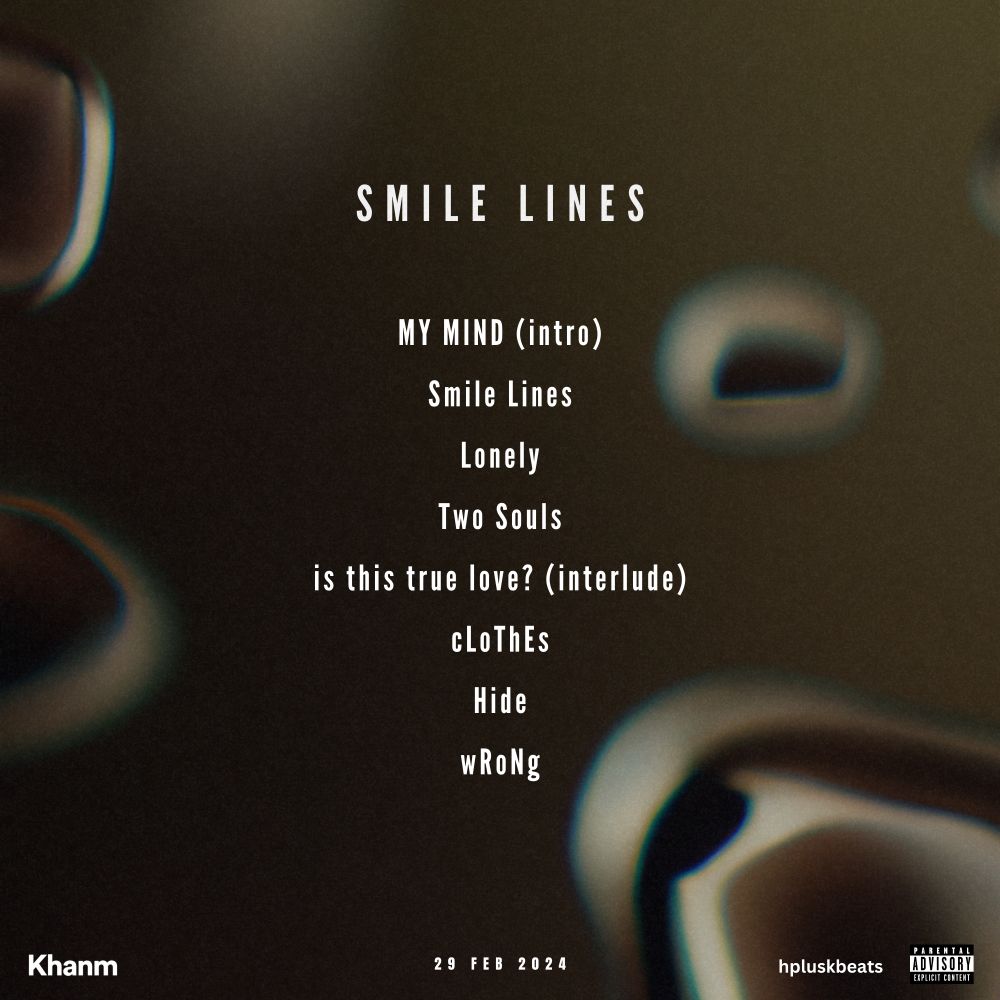 SMILE LINES
MY MIND (intro)
Smile Lines
Lonely
Two Souls
is this true love? (interlude)
cLoThEs
Hide
wRoNg
Khanm
29 FEB 2024
hpluskbeats
PARENTAL
ADVISORY
EXPLICIT CONTENT